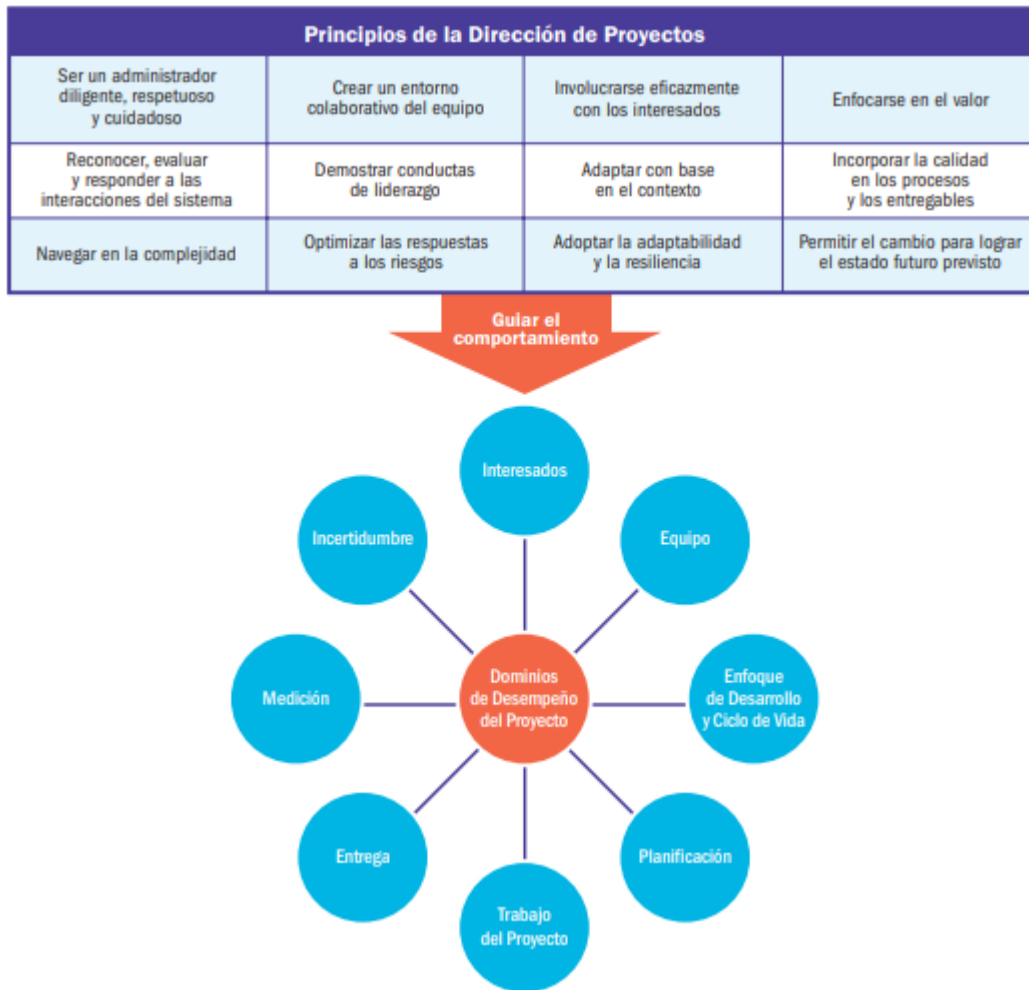 Principios de la Dirección de Proyectos
Ser un administrador
diligente, respetuoso
y cuidadoso
Crear un entorno
colaborativo del equipo
Involucrarse eficazmente
con los interesados
Enfocarse en el valor
Reconocer, evaluar
y responder a las
interacciones del sistema
Demostrar conductas
de liderazgo
Adaptar con base
en el contexto
Incorporar la calidad
en los procesos
y los entregables
Navegar en la complejidad
Optimizar las respuestas
a los riesgos
Adoptar la adaptabilidad
y la resiliencia
Permitir el cambio para lograr
el estado futuro previsto
Guiar el
comportamiento
Interesados
Incertidumbre
Equipo
Medición
Dominios
de Desempeño
del Proyecto
Enfoque
de Desarrollo
y Ciclo de Vida
Entrega
Planificación
Trabajo
del Proyecto